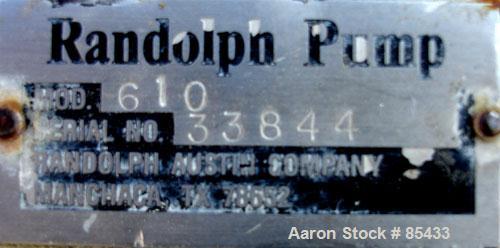 Randolph Pump
MOD. 610
SERIAL NO. 33844
RANDOLPH AUSTIN COMPANY
MANCHACA, TX 78652
Aaron Stock # 85433